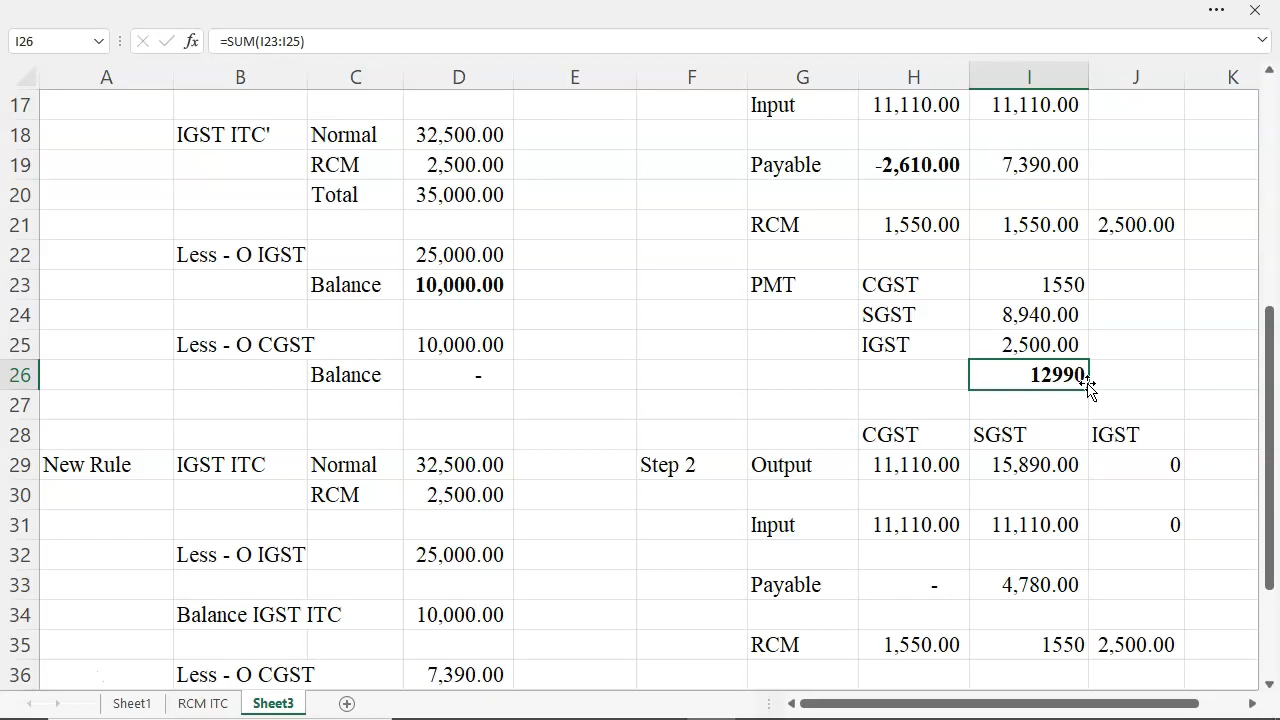 I26 fx =SUM(I23:I25)
A B C D E F G H I J K
17 Input 11,110.00 11,110.00
18 IGST ITC' Normal 32,500.00
19 RCM 2,500.00 Payable -2,610.00 7,390.00
20 Total 35,000.00
21 RCM 1,550.00 1,550.00 2,500.00
22 Less - O IGST 25,000.00
23 Balance 10,000.00 PMT CGST 1550
24 SGST 8,940.00
25 Less - O CGST 10,000.00 IGST 2,500.00
26 Balance - 12990
27
28 CGST SGST IGST
29 New Rule IGST ITC Normal 32,500.00 Step 2 Output 11,110.00 15,890.00 0
30 RCM 2,500.00
31 Input 11,110.00 11,110.00 0
32 Less - O IGST 25,000.00
33 Payable - 4,780.00
34 Balance IGST ITC 10,000.00
35 RCM 1,550.00 1550 2,500.00
36 Less - O CGST 7,390.00
Sheet1 RCM ITC Sheet3